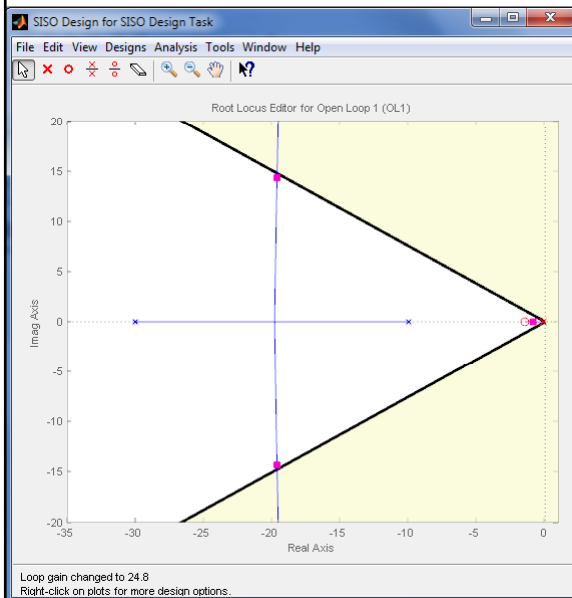 SISO Design for SISO Design Task
File Edit View Designs Analysis Tools Window Help
Root Locus Editor for Open Loop 1 (OL1)
20
15
10
5
0
-5
-10
-15
-20
Imag Axis
-35 -30 -25 -20 -15 -10 -5 0
Real Axis
Loop gain changed to 24.8
Right-click on plots for more design options.